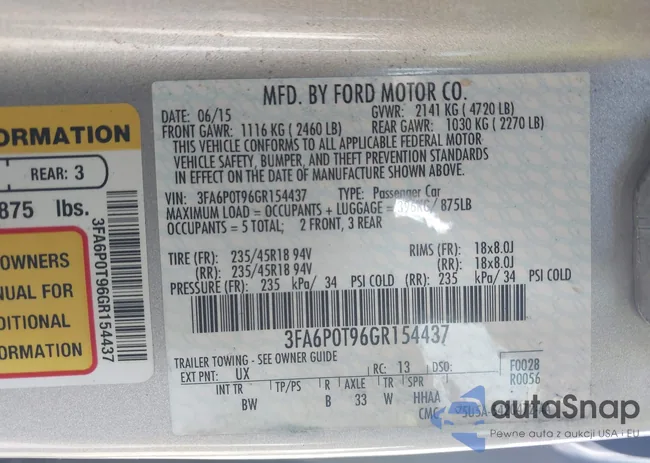 ORMATION
REAR: 3
875 lbs.
OWNERS
NUAL FOR
DITIONAL
FORMATION
3FA6P0T96GR154437
MFD. BY FORD MOTOR CO.
DATE: 06/15 GVWR: 2141 KG (4720 LB)
FRONT GAWR: 1116 KG (2460 LB) REAR GAWR: 1030 KG (2270 LB)
THIS VEHICLE CONFORMS TO ALL APPLICABLE FEDERAL MOTOR
VEHICLE SAFETY, BUMPER, AND THEFT PREVENTION STANDARDS
IN EFFECT ON THE DATE OF MANUFACTURE SHOWN ABOVE.
VIN: 3FA6P0T96GR154437 TYPE: Passenger Car
MAXIMUM LOAD = OCCUPANTS + LUGGAGE = /875LB
OCCUPANTS = 5 TOTAL; 2 FRONT, 3 REAR
TIRE (FR): 235/45R18 94V RIMS (FR): 18x8.0J
(RR): 235/45R18 94V (RR): 18x8.0J
PRESSURE (FR): 235 kPa/ 34 PSI COLD (RR): 235 kPa/ 34 PSI COLD
3FA6P0T96GR154437
TRAILER TOWING - SEE OWNER GUIDE
EXT PNT: UX RC: 13 DSO: F0028
R0056
INT TR TP/PS R AXLE TR SPR
BW B 33 W HHAA
CMC
autoSnap
Pewne auta z aukcji USA i EU